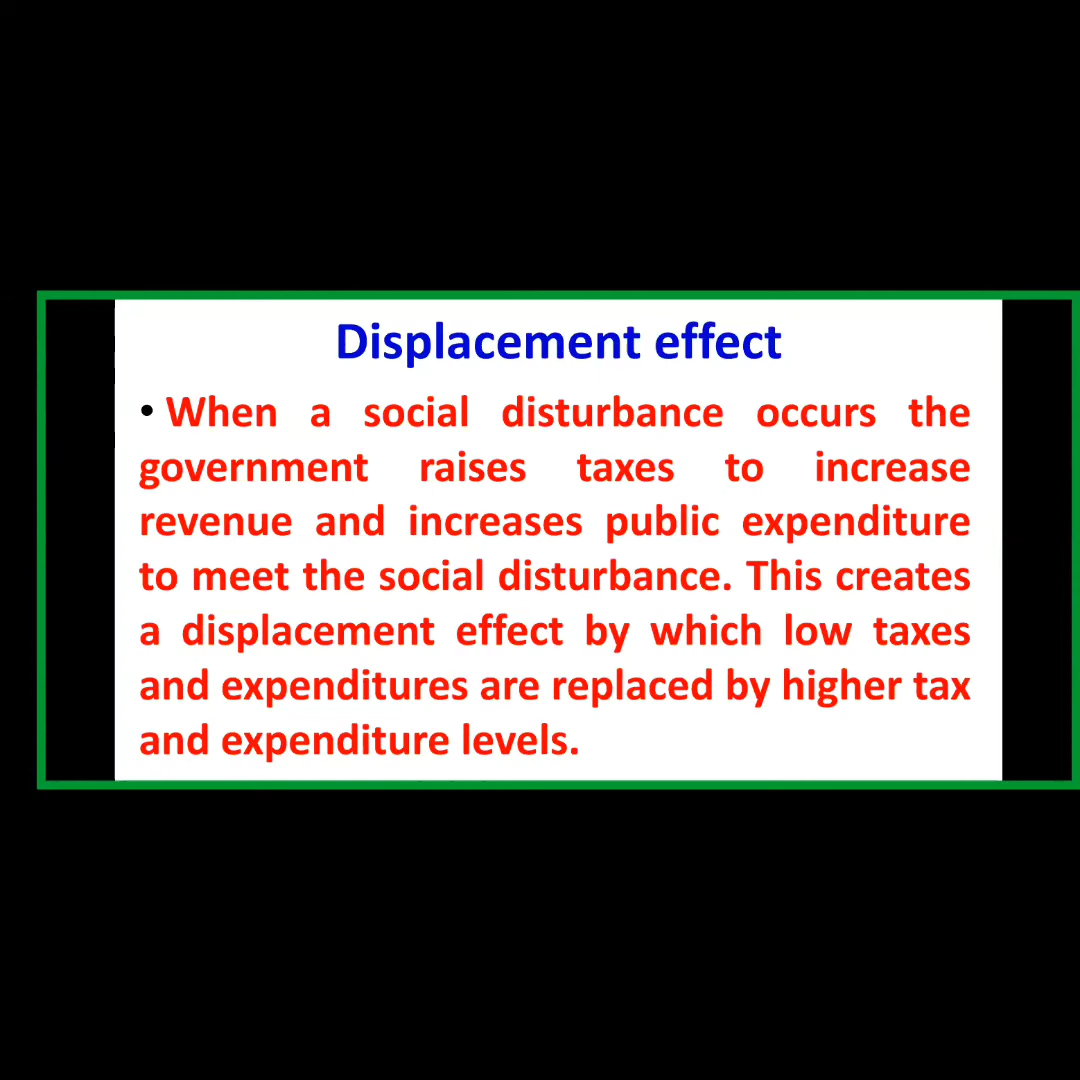 Displacement effect
• When a social disturbance occurs the
government raises taxes to increase
revenue and increases public expenditure
to meet the social disturbance. This creates
a displacement effect by which low taxes
and expenditures are replaced by higher tax
and expenditure levels.